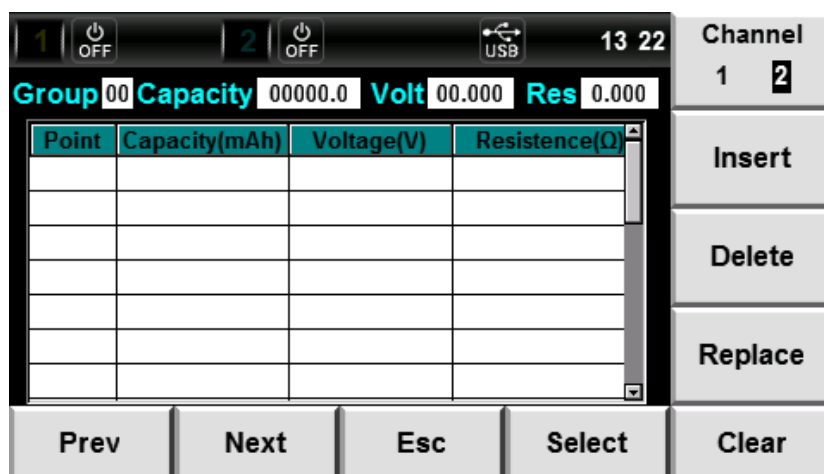 1 OFF 2 OFF USB 13 22
Channel
1 2
Group 00 Capacity 00000.0 Volt 00.000 Res 0.000
Point Capacity(mAh) Voltage(V) Resistence(Ω)
Insert
Delete
Replace
Prev Next Esc Select Clear